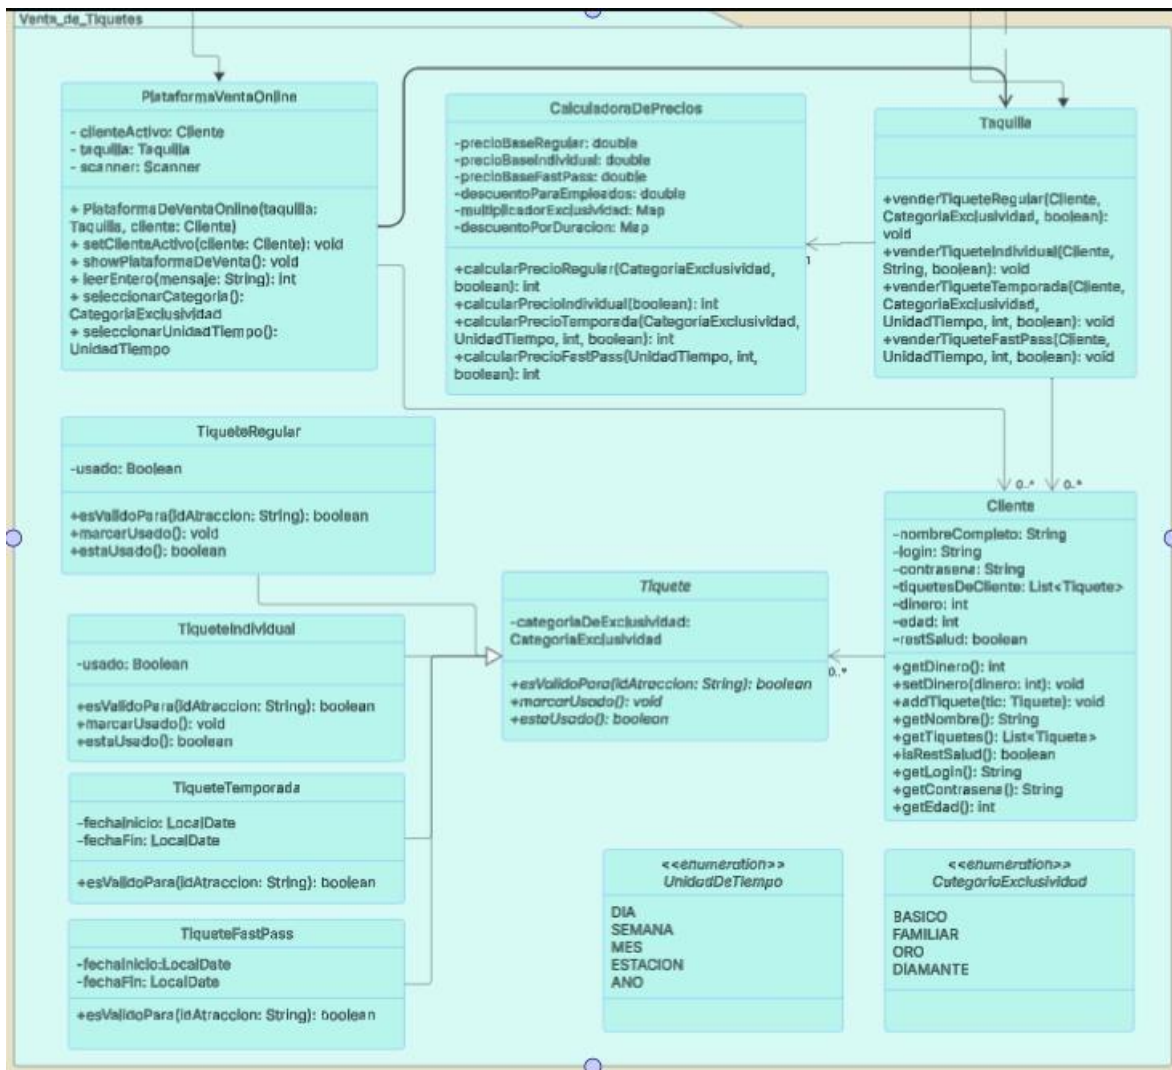 Venta_de_Tiquetes
PlataformaVentaOnline
- clienteActivo: Cliente
- taquilla: Taquilla
- scanner: Scanner
+ PlataformaDeVentaOnline(taquilla:
Taquilla, cliente: Cliente)
+ setClienteActivo(cliente: Cliente): void
+ showPlataformaDeVenta(): void
+ leerEntero(mensaje: String): int
+ seleccionarCategoria():
CategoriaExclusividad
+ seleccionarUnidadTiempo():
UnidadTiempo
CalculadoraDePrecios
-precioBaseRegular: double
-precioBaseIndividual: double
-precioBaseFastPass: double
-descuentoParaEmpleados: double
-multiplicadorExclusividad: Map
-descuentoPorDuracion: Map
+calcularPrecioRegular(CategoriaExclusividad,
boolean): int
+calcularPrecioIndividual(boolean): int
+calcularPrecioTemporada(CategoriaExclusividad,
UnidadTiempo, int, boolean): int
+calcularPrecioFastPass(UnidadTiempo, int,
boolean): int
1
Taquilla
+venderTiqueteRegular(Cliente,
CategoriaExclusividad, boolean):
void
+venderTiqueteIndividual(Cliente,
String, boolean): void
+venderTiqueteTemporada(Cliente,
CategoriaExclusividad,
UnidadTiempo, int, boolean): void
+venderTiqueteFastPass(Cliente,
UnidadTiempo, int, boolean): void
TiqueteRegular
-usado: Boolean
+esValidoPara(idAtraccion: String): boolean
+marcarUsado(): void
+estaUsado(): boolean
0..*
0..*
Cliente
-nombreCompleto: String
-login: String
-contrasena: String
-tiquetesDeCliente: List<Tiquete>
-dinero: int
-edad: int
-restSalud: boolean
+getDinero(): int
+setDinero(dinero: int): void
+addTiquete(tic: Tiquete): void
+getNombre(): String
+getTiquetes(): List<Tiquete>
+isRestSalud(): boolean
+getLogin(): String
+getContrasena(): String
+getEdad(): int
Tiquete
-categoriaDeExclusividad:
CategoriaExclusividad
+esValidoPara(idAtraccion: String): boolean
+marcarUsado(): void
+estaUsado(): boolean
0..*
TiqueteIndividual
-usado: Boolean
+esValidoPara(idAtraccion: String): boolean
+marcarUsado(): void
+estaUsado(): boolean
TiqueteTemporada
-fechaInicio: LocalDate
-fechaFin: LocalDate
+esValidoPara(idAtraccion: String): boolean
TiqueteFastPass
-fechaInicio:LocalDate
-fechaFin: LocalDate
+esValidoPara(idAtraccion: String): boolean
<<enumeration>>
UnidadDeTiempo
DIA
SEMANA
MES
ESTACION
ANO
<<enumeration>>
CategoriaExclusividad
BASICO
FAMILIAR
ORO
DIAMANTE